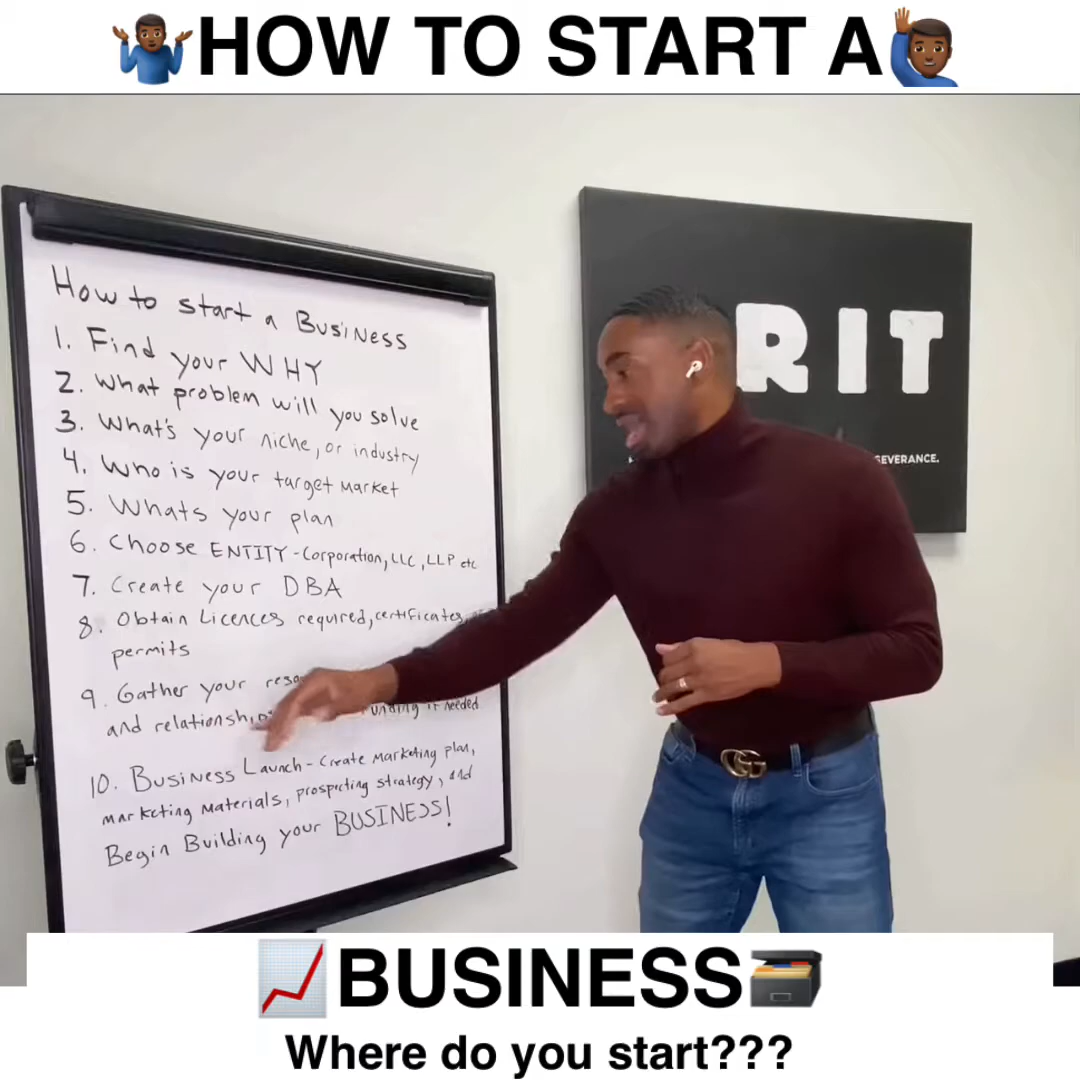 HOW TO START A
How to start a Business
1. Find your WHY
2. What problem will you solve
3. What's your niche, or industry
4. Who is your target market
5. Whats your plan
6. Choose ENTITY - Corporation, LLC, LLP etc
7. Create your DBA
8. Obtain Licences required, certificates,
permits
9. Gather your
and relationships if needed
10. Business Launch - Create marketing plan,
marketing materials, prospecting strategy, and
Begin Building your BUSINESS!
RIT
SEVERANCE.
BUSINESS
Where do you start???